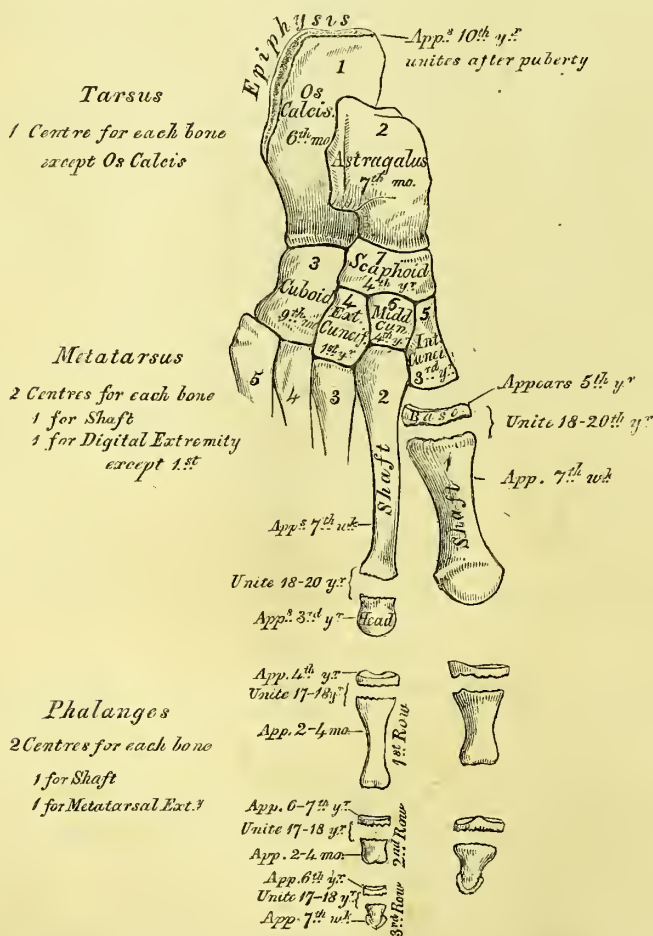 Epiphysis
App.s 10th yr
unites after puberty
Tarsus
1 Centre for each bone
except Os Calcis
1
Os
Calcis.
6th mo
2
Astragalus
7th mo.
3
Cuboid
9th mo
7
Scaphoid
4th yr
4
Ext.
Cuneif.
1st yr
6
Midd
Cun.
4th yr
5
Int.
Cuneif
3rd yr
Metatarsus
2 Centres for each bone
1 for Shaft
1 for Digital Extremity
except 1.st
5
4
3
2
Shaft
Appears 5th yr
Base
Unite 18-20th yr
1
Shaft
App. 7th wk
Apps 7th wk
Unite 18-20 yr
App.s 3rd yr
Head
Phalanges
2 Centres for each bone
1 for Shaft
1 for Metatarsal Ext.y
App. 4th yr
Unite 17-18 yr
App. 2-4 mo.
1st Row
App. 6-7th yr
Unite 17-18 yr
App. 2-4 mo.
2nd Row
App. 6th yr
Unite 17-18 yr
App. 7th wk
3rd Row